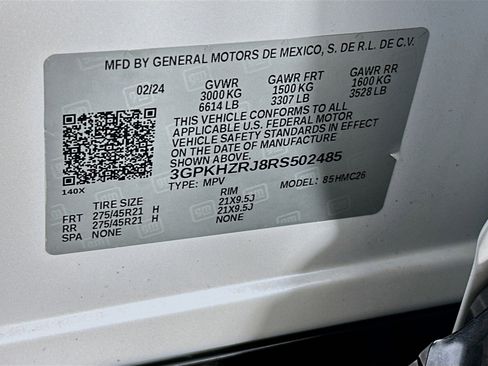 MFD BY GENERAL MOTORS DE MEXICO, S. DE R.L. DE C.V.
02/24 GVWR GAWR FRT GAWR RR
3000 KG 1500 KG 1600 KG
6614 LB 3307 LB 3528 LB
THIS VEHICLE CONFORMS TO ALL
APPLICABLE U.S. FEDERAL MOTOR
VEHICLE SAFETY STANDARDS IN EFFECT
ON THE DATE OF MANUFACTURE
SHOWN ABOVE.
3GPKHZRJ8RS502485
TYPE: MPV MODEL: 85HMC26
140X
TIRE SIZE RIM
FRT 275/45R21 H 21X9.5J
RR 275/45R21 H 21X9.5J
SPA NONE NONE